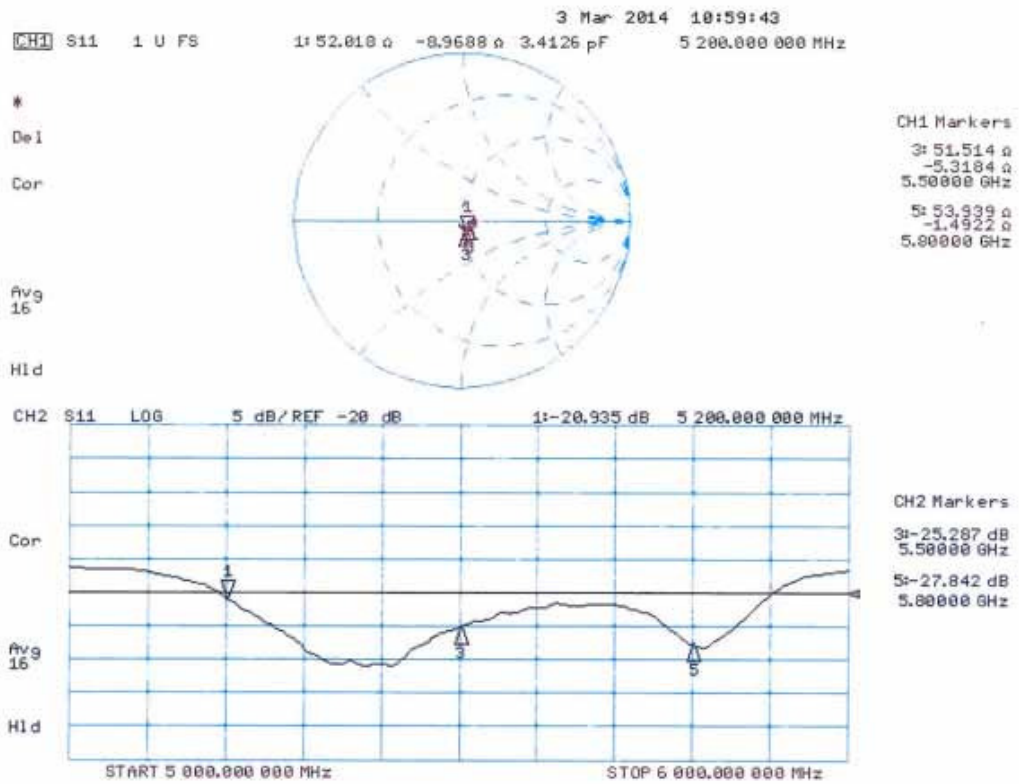 3 Mar 2014 10:59:43
CH1 S11 1 U FS 1: 52.018 Ω -8.9688 Ω 3.4126 pF 5 200.000 000 MHz
*
Del
Cor
Avg
16
Hld
CH1 Markers
3: 51.514 Ω
-5.3184 Ω
5.50000 GHz
5: 53.939 Ω
-1.4922 Ω
5.80000 GHz
1
3
CH2 S11 LOG 5 dB/REF -20 dB 1:-20.935 dB 5 200.000 000 MHz
Cor
Avg
16
Hld
1
3
5
CH2 Markers
3:-25.287 dB
5.50000 GHz
5:-27.842 dB
5.80000 GHz
START 5 000.000 000 MHz STOP 6 000.000 000 MHz